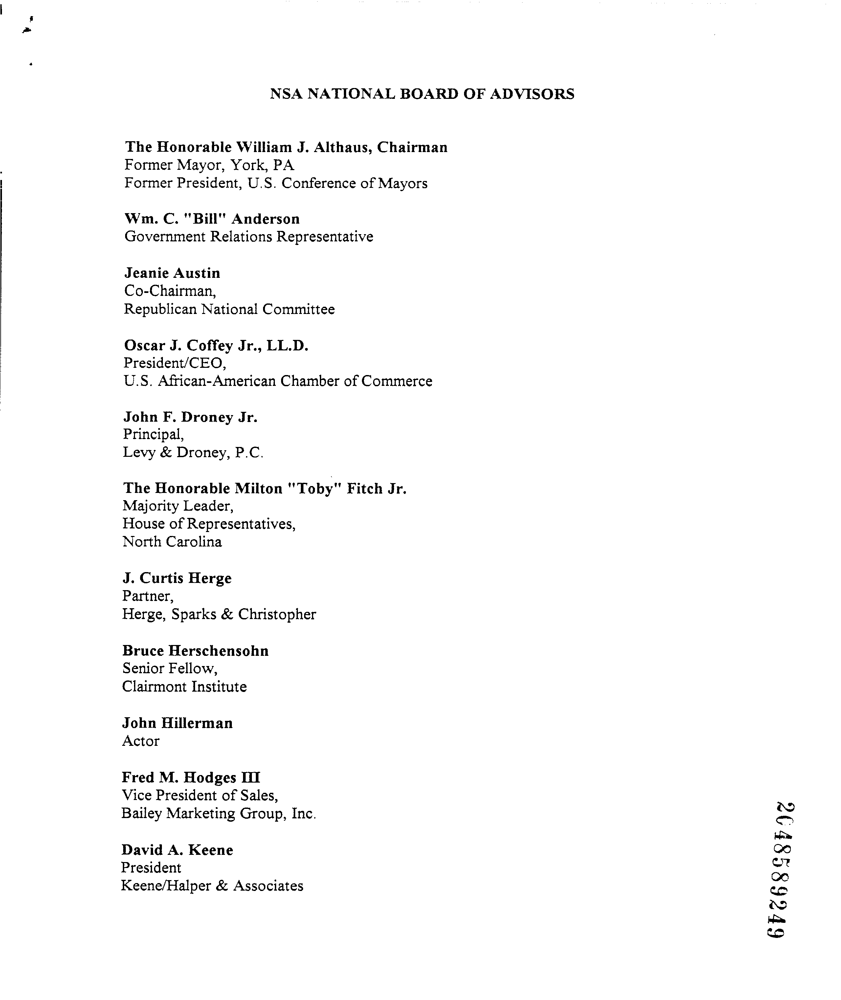 NSA NATIONAL BOARD OF ADVISORS
The Honorable William J. Althaus, Chairman
Former Mayor, York, PA
Former President, U.S. Conference of Mayors
Wm. C. "Bill" Anderson
Government Relations Representative
Jeanie Austin
Co-Chairman,
Republican National Committee
Oscar J. Coffey Jr., LL.D.
President/CEO,
U.S. African-American Chamber of Commerce
John F. Droney Jr.
Principal,
Levy & Droney, P.C.
The Honorable Milton "Toby" Fitch Jr.
Majority Leader,
House of Representatives,
North Carolina
J. Curtis Herge
Partner,
Herge, Sparks & Christopher
Bruce Herschensohn
Senior Fellow,
Clairmont Institute
John Hillerman
Actor
Fred M. Hodges III
Vice President of Sales,
Bailey Marketing Group, Inc.
David A. Keene
President
Keene/Halper & Associates
2048589249